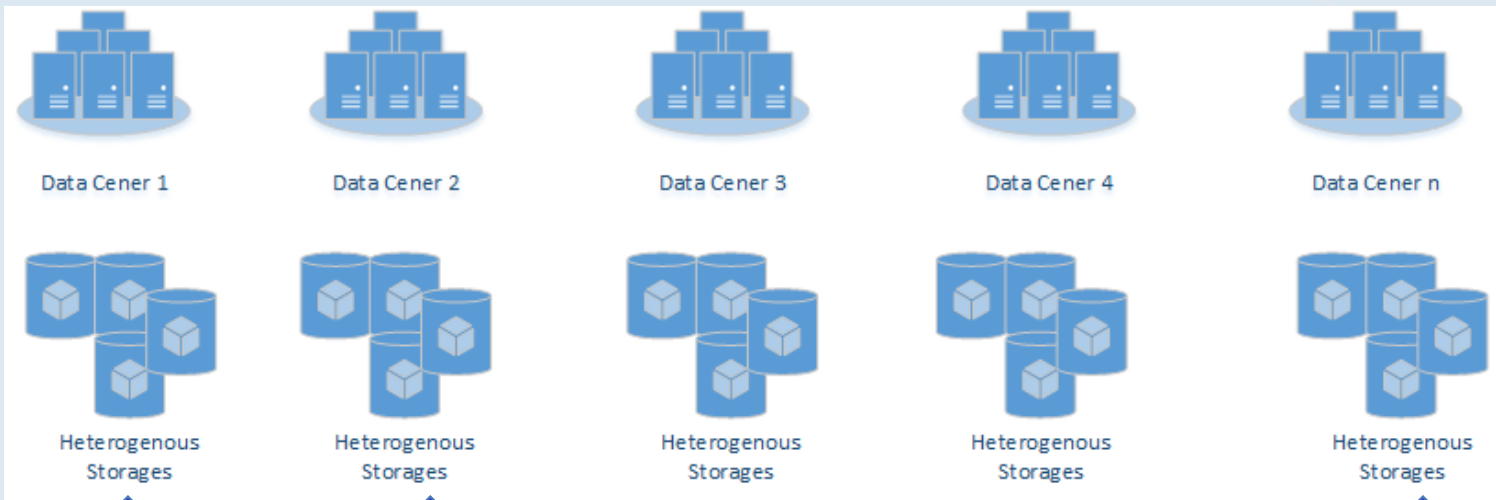 Data Cener 1
Data Cener 2
Data Cener 3
Data Cener 4
Data Cener n
Heterogenous
Storages
Heterogenous
Storages
Heterogenous
Storages
Heterogenous
Storages
Heterogenous
Storages